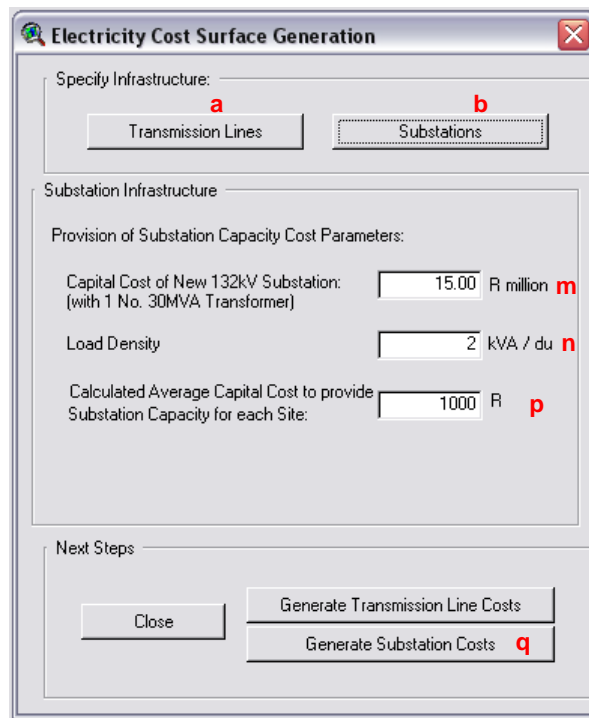 Electricity Cost Surface Generation
Specify Infrastructure:
a b
Transmission Lines Substations
Substation Infrastructure
Provision of Substation Capacity Cost Parameters:
Capital Cost of New 132kV Substation: 15.00 R million m
(with 1 No. 30MVA Transformer)
Load Density 2 kVA / du n
Calculated Average Capital Cost to provide 1000 R p
Substation Capacity for each Site:
Next Steps
Generate Transmission Line Costs
Close
Generate Substation Costs q